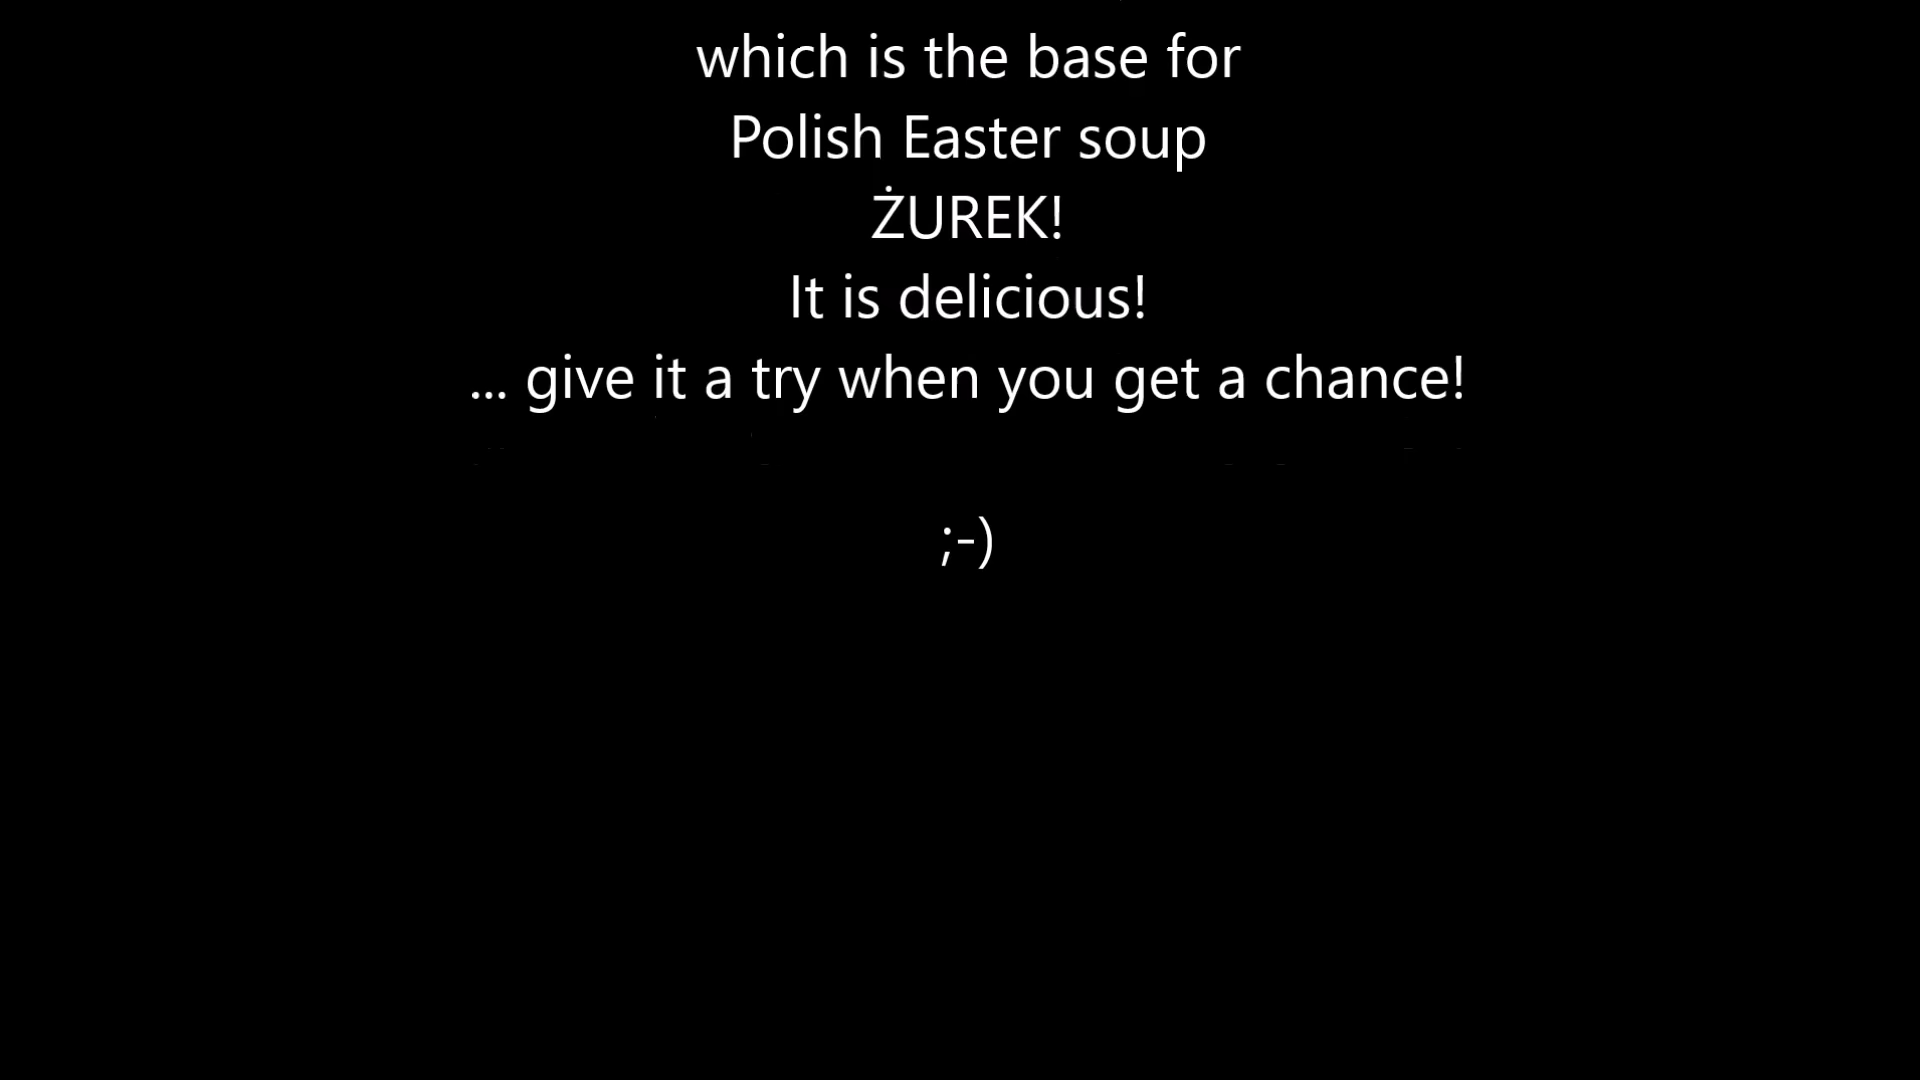 which is the base for
Polish Easter soup
ŻUREK!
It is delicious!
... give it a try when you get a chance!
;-)